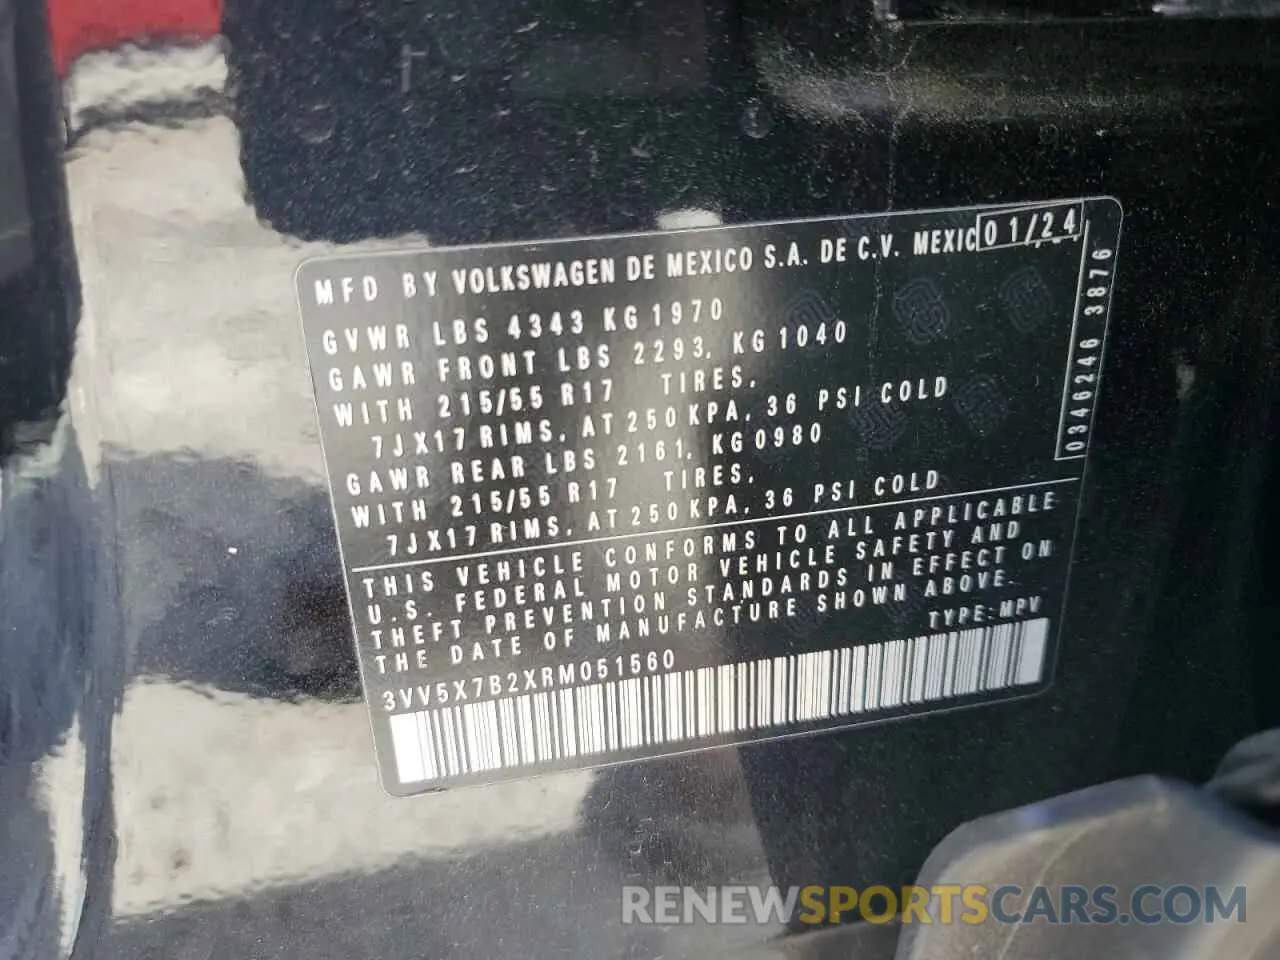 MFD BY VOLKSWAGEN DE MEXICO S.A. DE C.V. MEXIC 01/24
GVWR LBS 4343 KG 1970
GAWR FRONT LBS 2293, KG 1040
WITH 215/55 R17 TIRES,
7JX17 RIMS, AT 250 KPA, 36 PSI COLD
GAWR REAR LBS 2161, KG 0980
WITH 215/55 R17 TIRES,
7JX17 RIMS, AT 250 KPA, 36 PSI COLD
0346246 3876
THIS VEHICLE CONFORMS TO ALL APPLICABLE
U.S. FEDERAL MOTOR VEHICLE SAFETY AND
THEFT PREVENTION STANDARDS IN EFFECT ON
THE DATE OF MANUFACTURE SHOWN ABOVE.
TYPE: MPV
3VV5X7B2XRM051560
RENEWSPORTSCARS.COM